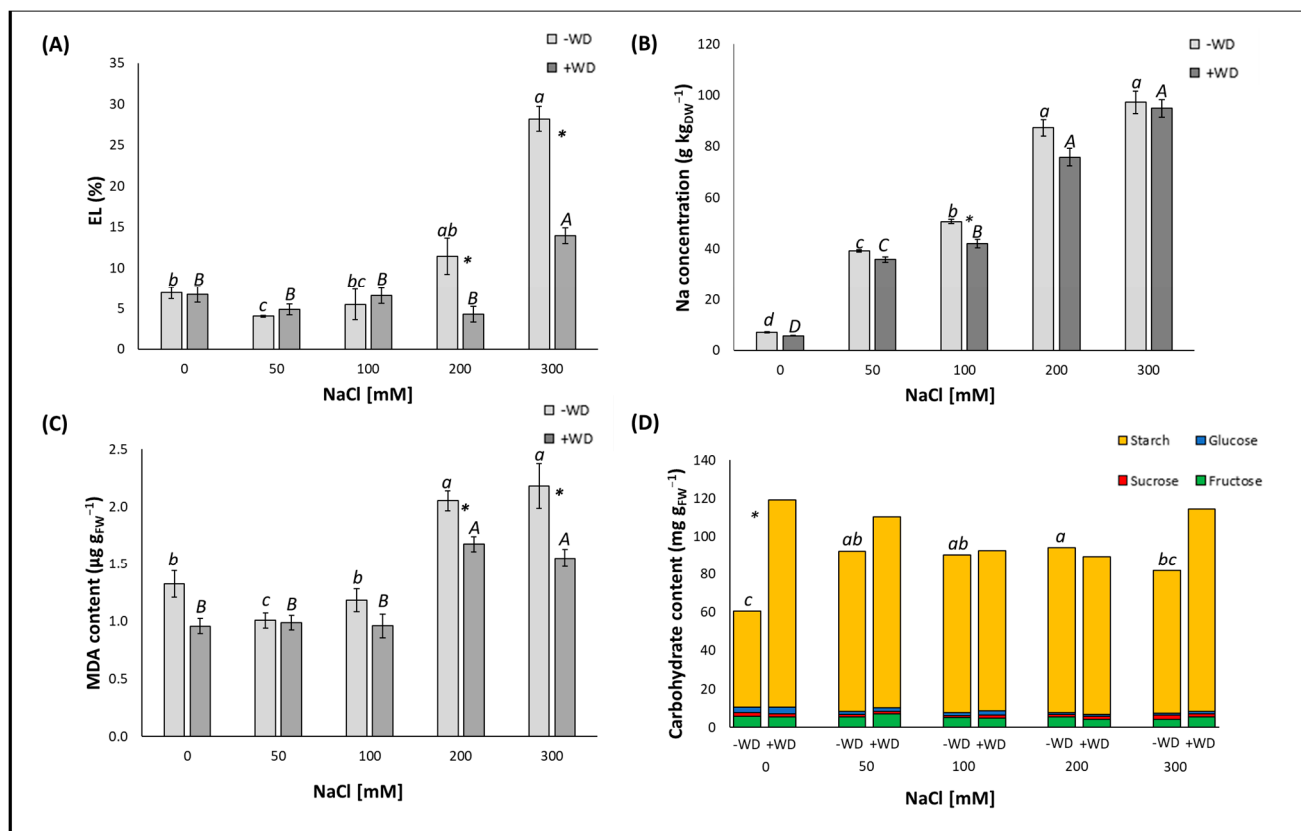 (A)
-WD
+WD
35
30
25
20
15
10
5
0
EL (%)
b B c B bc B ab * B a * A
0 50 100 200 300
NaCl [mM]
(B)
-WD
+WD
120
100
80
60
40
20
0
Na concentration (g kgDW−1)
d D c C b * B a A a A
0 50 100 200 300
NaCl [mM]
(C)
-WD
+WD
2.5
2.0
1.5
1.0
0.5
0.0
MDA content (µg gFW−1)
b B c B b B a * A a * A
0 50 100 200 300
NaCl [mM]
(D)
Starch Glucose
Sucrose Fructose
140
120
100
80
60
40
20
0
Carbohydrate content (mg gFW−1)
* c ab ab a bc
-WD +WD -WD +WD -WD +WD -WD +WD -WD +WD
0 50 100 200 300
NaCl [mM]